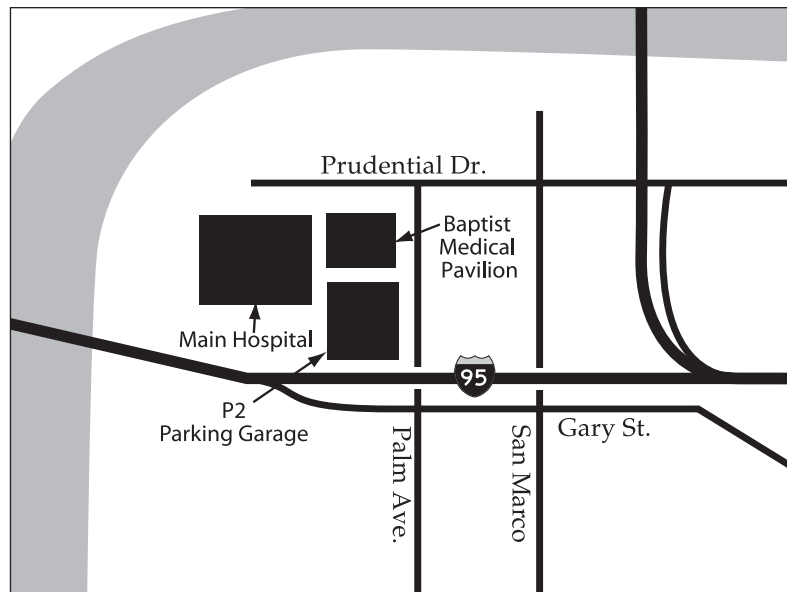 Prudential Dr.
Baptist
Medical
Pavilion
Main Hospital
95
P2
Parking Garage
Palm Ave.
San Marco
Gary St.